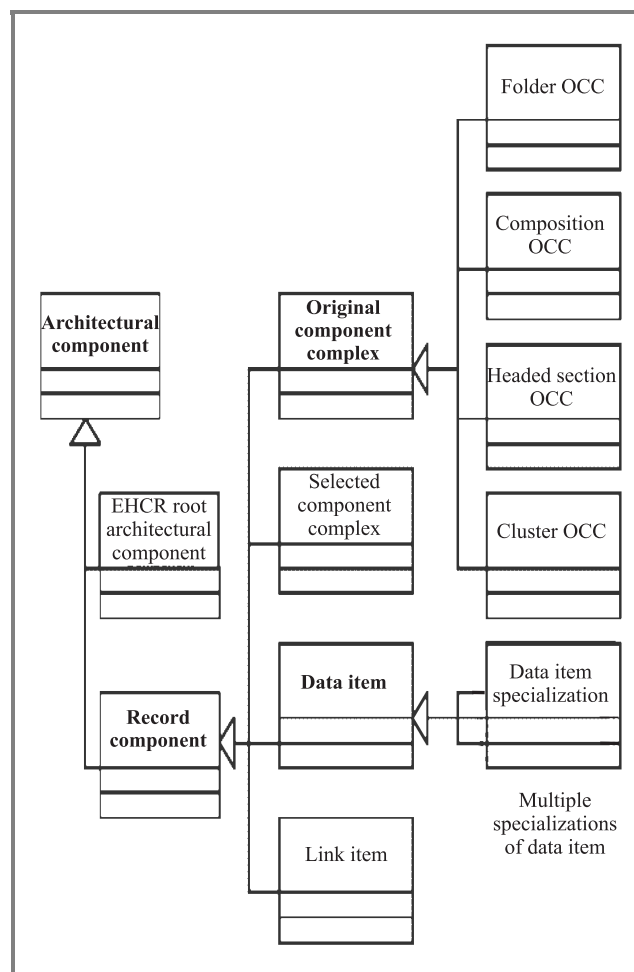 Folder OCC
Composition
OCC
Architectural
component
Original
component
complex
Headed section
OCC
EHCR root
architectural
component
Selected
component
complex
Cluster OCC
Record
component
Data item
Data item
specialization
Multiple
specializations
of data item
Link item